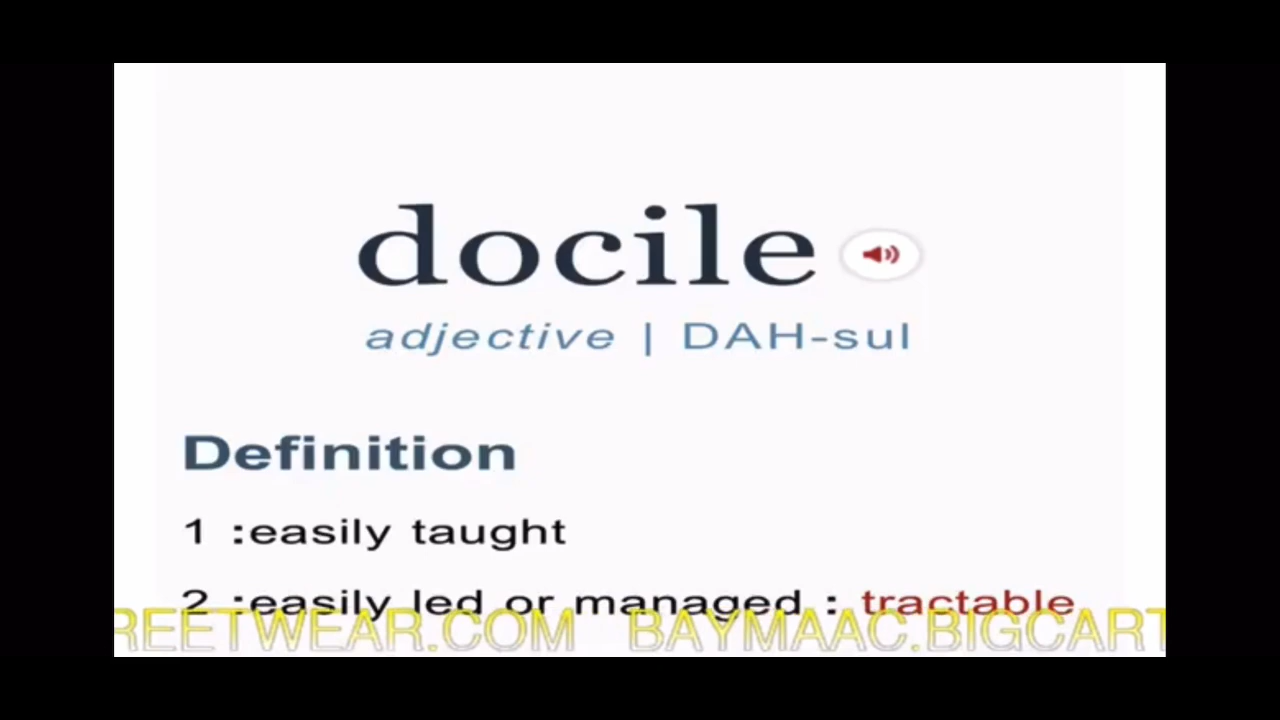 docile
adjective | DAH-sul
Definition
1 :easily taught
2 :easily led or managed : tractable
REETWEAR.COM BAYMAAC.BIGCART